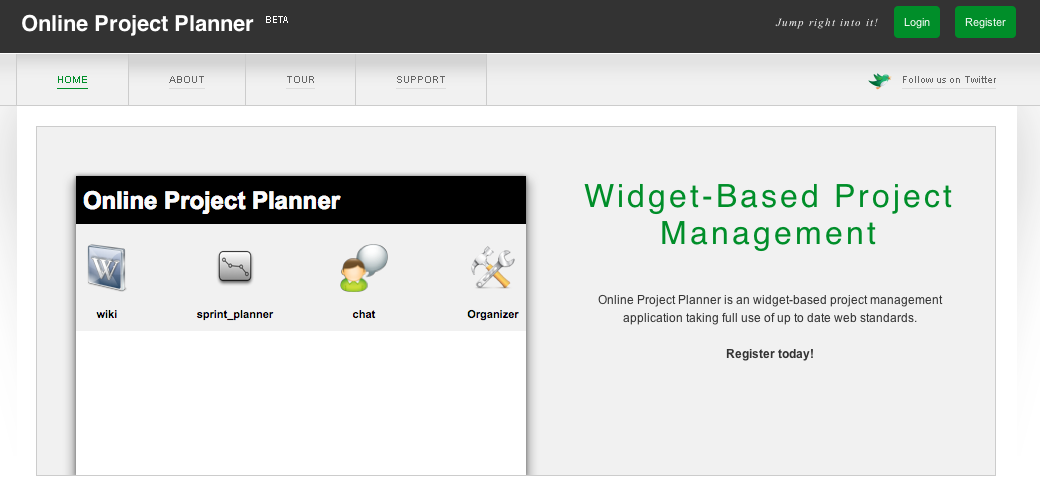 Online Project Planner BETA
Jump right into it! Login Register
HOME ABOUT TOUR SUPPORT
Follow us on Twitter
Online Project Planner
W
wiki sprint_planner chat Organizer
Widget-Based Project
Management
Online Project Planner is an widget-based project management
application taking full use of up to date web standards.
Register today!